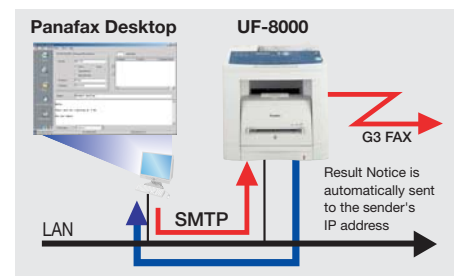 Panafax Desktop
UF-8000
G3 FAX
Result Notice is
automatically sent
to the sender's
IP address
SMTP
LAN